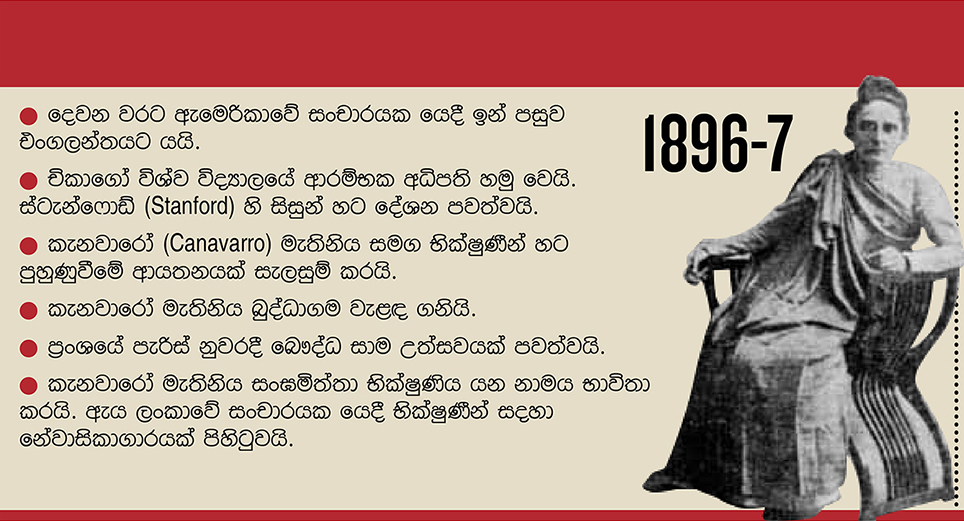 ● දෙවන වරට ඇමෙරිකාවේ සංචාරයක යෙදී ඉන් පසුව
එංගලන්තයට යයි.
● චිකාගෝ විශ්ව විද්‍යාලයේ ආරම්භක අධිපති හමු වෙයි.
ස්ටැන්ෆොඩ් (Stanford) හි සිසුන් හට දේශන පවත්වයි.
● කැනවාරෝ (Canavarro) මැතිනිය සමග භික්ෂුණීන් හට
පුහුණුවීමේ ආයතනයක් සැලසුම් කරයි.
● කැනවාරෝ මැතිනිය බුද්ධාගම වැළඳ ගනියි.
● ප්‍රංශයේ පැරිස් නුවරදී බෞද්ධ සාම උත්සවයක් පවත්වයි.
● කැනවාරෝ මැතිනිය සංඝමිත්තා භික්ෂුණිය යන නාමය භාවිතා
කරයි. ඇය ලංකාවේ සංචාරයක යෙදී භික්ෂුණීන් සදහා
නේවාසිකාගාරයක් පිහිටුවයි.
1896-7